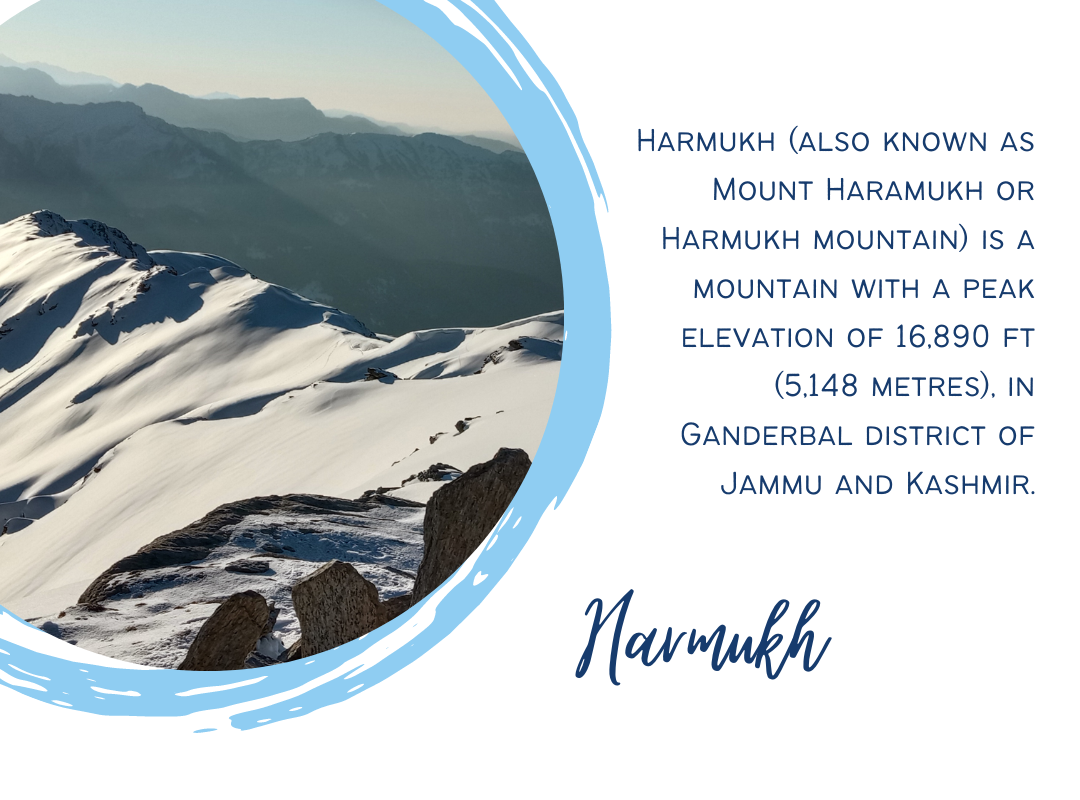 Harmukh (also known as
Mount Haramukh or
Harmukh mountain) is a
mountain with a peak
elevation of 16,890 ft
(5,148 metres), in
Ganderbal district of
Jammu and Kashmir.
Harmukh